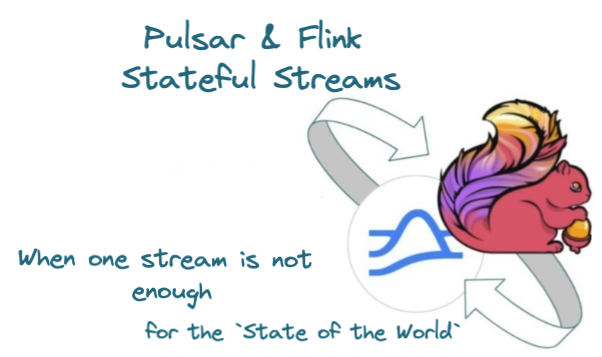 Pulsar & Flink
Stateful Streams
When one stream is not
enough
for the `State of the World`